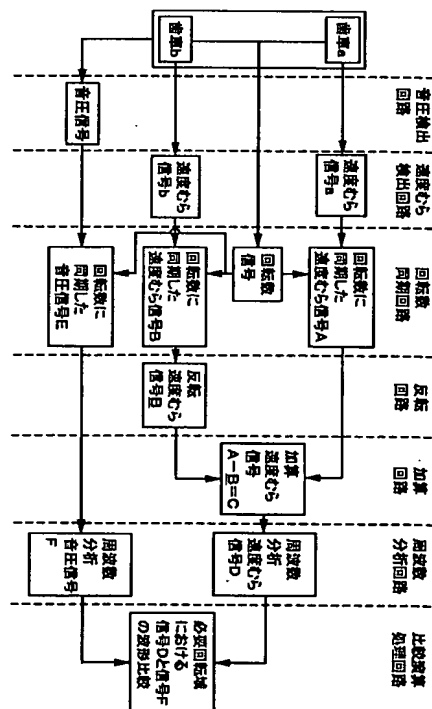 音圧検出
回路
速度むら
検出回路
回転数
同期回路
反転
回路
加算
回路
周波数
分析回路
比較演算
処理回路
歯車a
歯車b
速度むら
信号a
速度むら
信号b
音圧信号
回転数に
同期した
速度むら信号A
回転数
信号
回転数に
同期した
速度むら信号B
回転数に
同期した
音圧信号E
反転
速度むら
信号B
加算
速度むら
信号
A－B=C
周波数
分析
速度むら
信号D
周波数
分析
音圧信号
F
必要回転域
における
信号Dと信号F
の波形比較